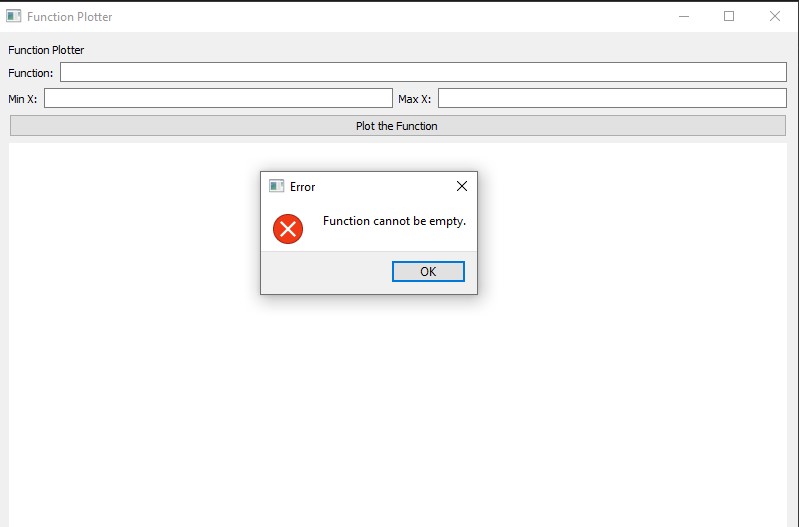 Function Plotter
Function Plotter
Function:
Min X: Max X:
Plot the Function
Error
Function cannot be empty.
OK